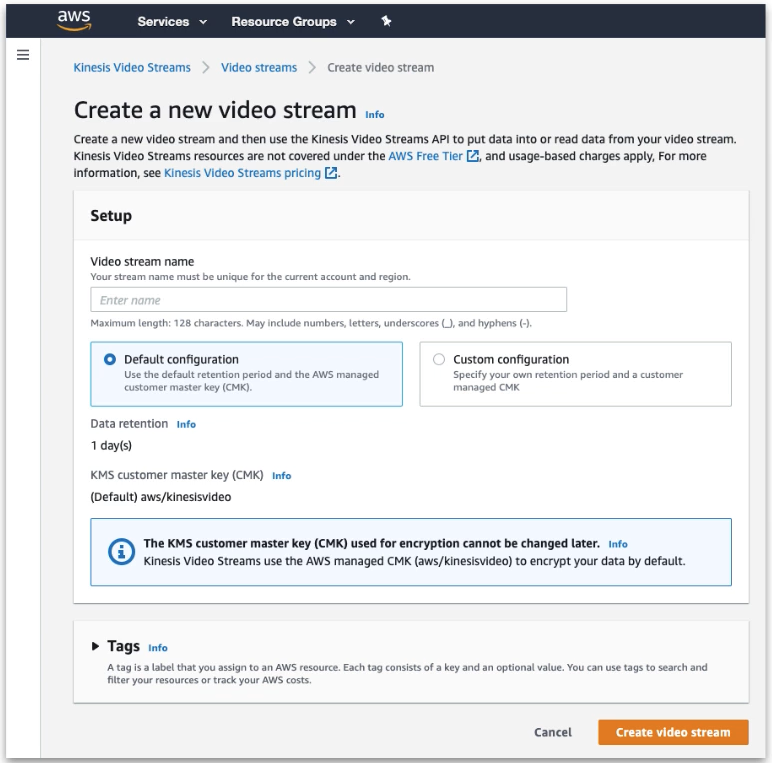 aws Services Resource Groups
Kinesis Video Streams Video streams Create video stream
Create a new video stream Info
Create a new video stream and then use the Kinesis Video Streams API to put data into or read data from your video stream.
Kinesis Video Streams resources are not covered under the AWS Free Tier, and usage-based charges apply, For more
information, see Kinesis Video Streams pricing.
Setup
Video stream name
Your stream name must be unique for the current account and region.
Enter name
Maximum length: 128 characters. May include numbers, letters, underscores (_), and hyphens (-).
Default configuration
Use the default retention period and the AWS managed
customer master key (CMK).
Custom configuration
Specify your own retention period and a customer
managed CMK
Data retention Info
1 day(s)
KMS customer master key (CMK) Info
(Default) aws/kinesisvideo
The KMS customer master key (CMK) used for encryption cannot be changed later. Info
Kinesis Video Streams use the AWS managed CMK (aws/kinesisvideo) to encrypt your data by default.
Tags Info
A tag is a label that you assign to an AWS resource. Each tag consists of a key and an optional value. You can use tags to search and
filter your resources or track your AWS costs.
Cancel Create video stream